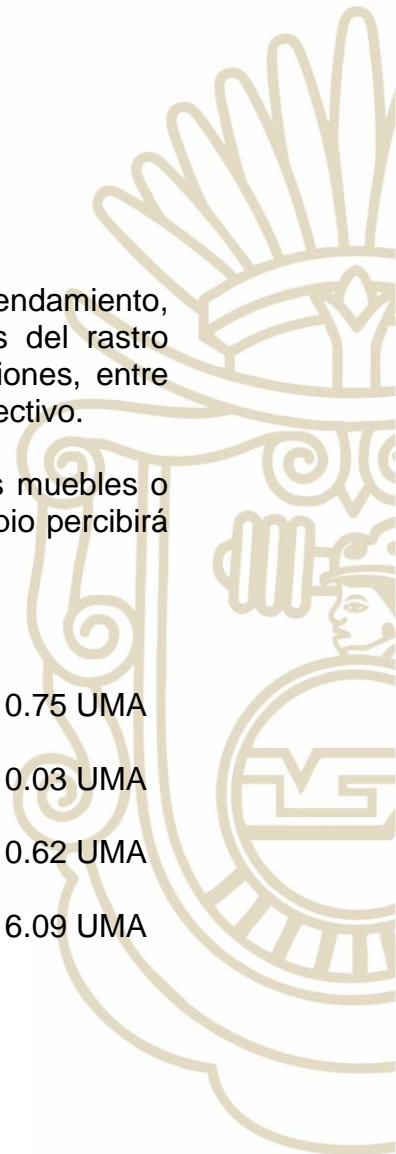 endamiento,
s del rastro
iones, entre
ectivo.
s muebles o
pio percibirá
0.75 UMA
0.03 UMA
0.62 UMA
6.09 UMA